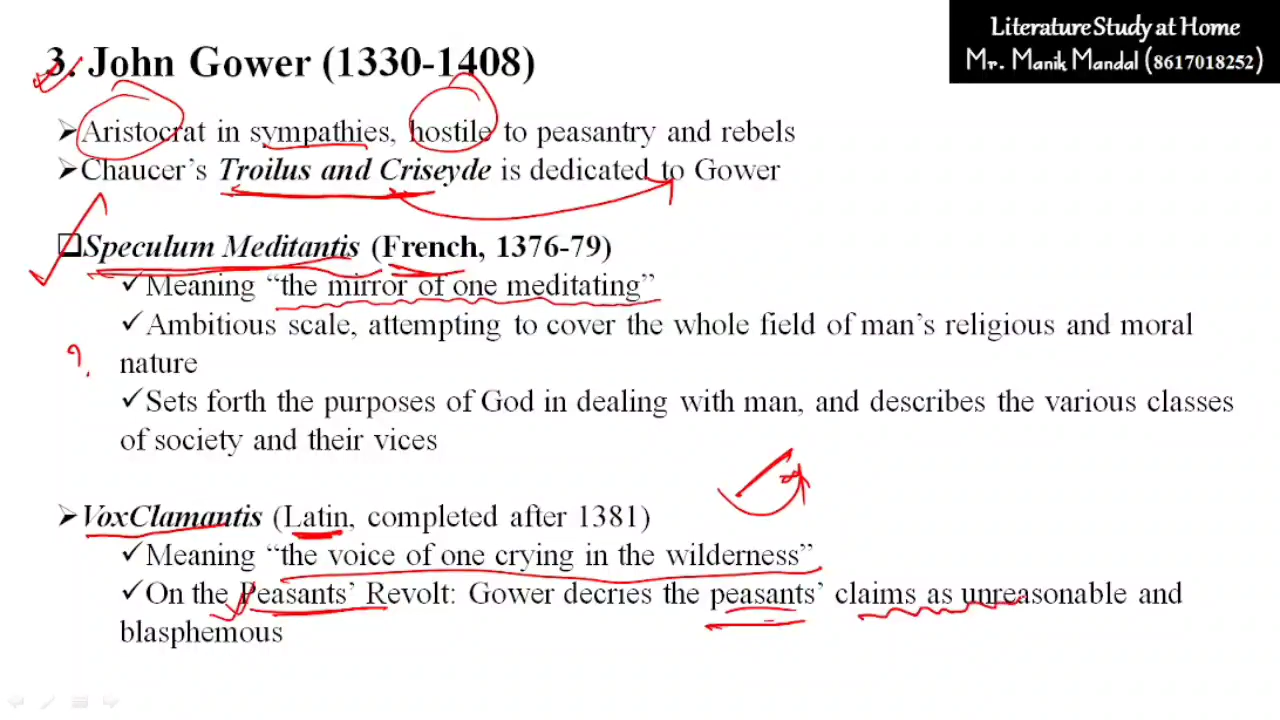 Literature Study at Home
Mr. Manik Mandal (8617018252)
3. John Gower (1330-1408)
➤Aristocrat in sympathies, hostile to peasantry and rebels
➤Chaucer's Troilus and Criseyde is dedicated to Gower
❑Speculum Meditantis (French, 1376-79)
✓Meaning “the mirror of one meditating”
✓Ambitious scale, attempting to cover the whole field of man's religious and moral
nature
✓Sets forth the purposes of God in dealing with man, and describes the various classes
of society and their vices
➤VoxClamantis (Latin, completed after 1381)
✓Meaning “the voice of one crying in the wilderness”
✓On the Peasants' Revolt: Gower decries the peasants' claims as unreasonable and
blasphemous